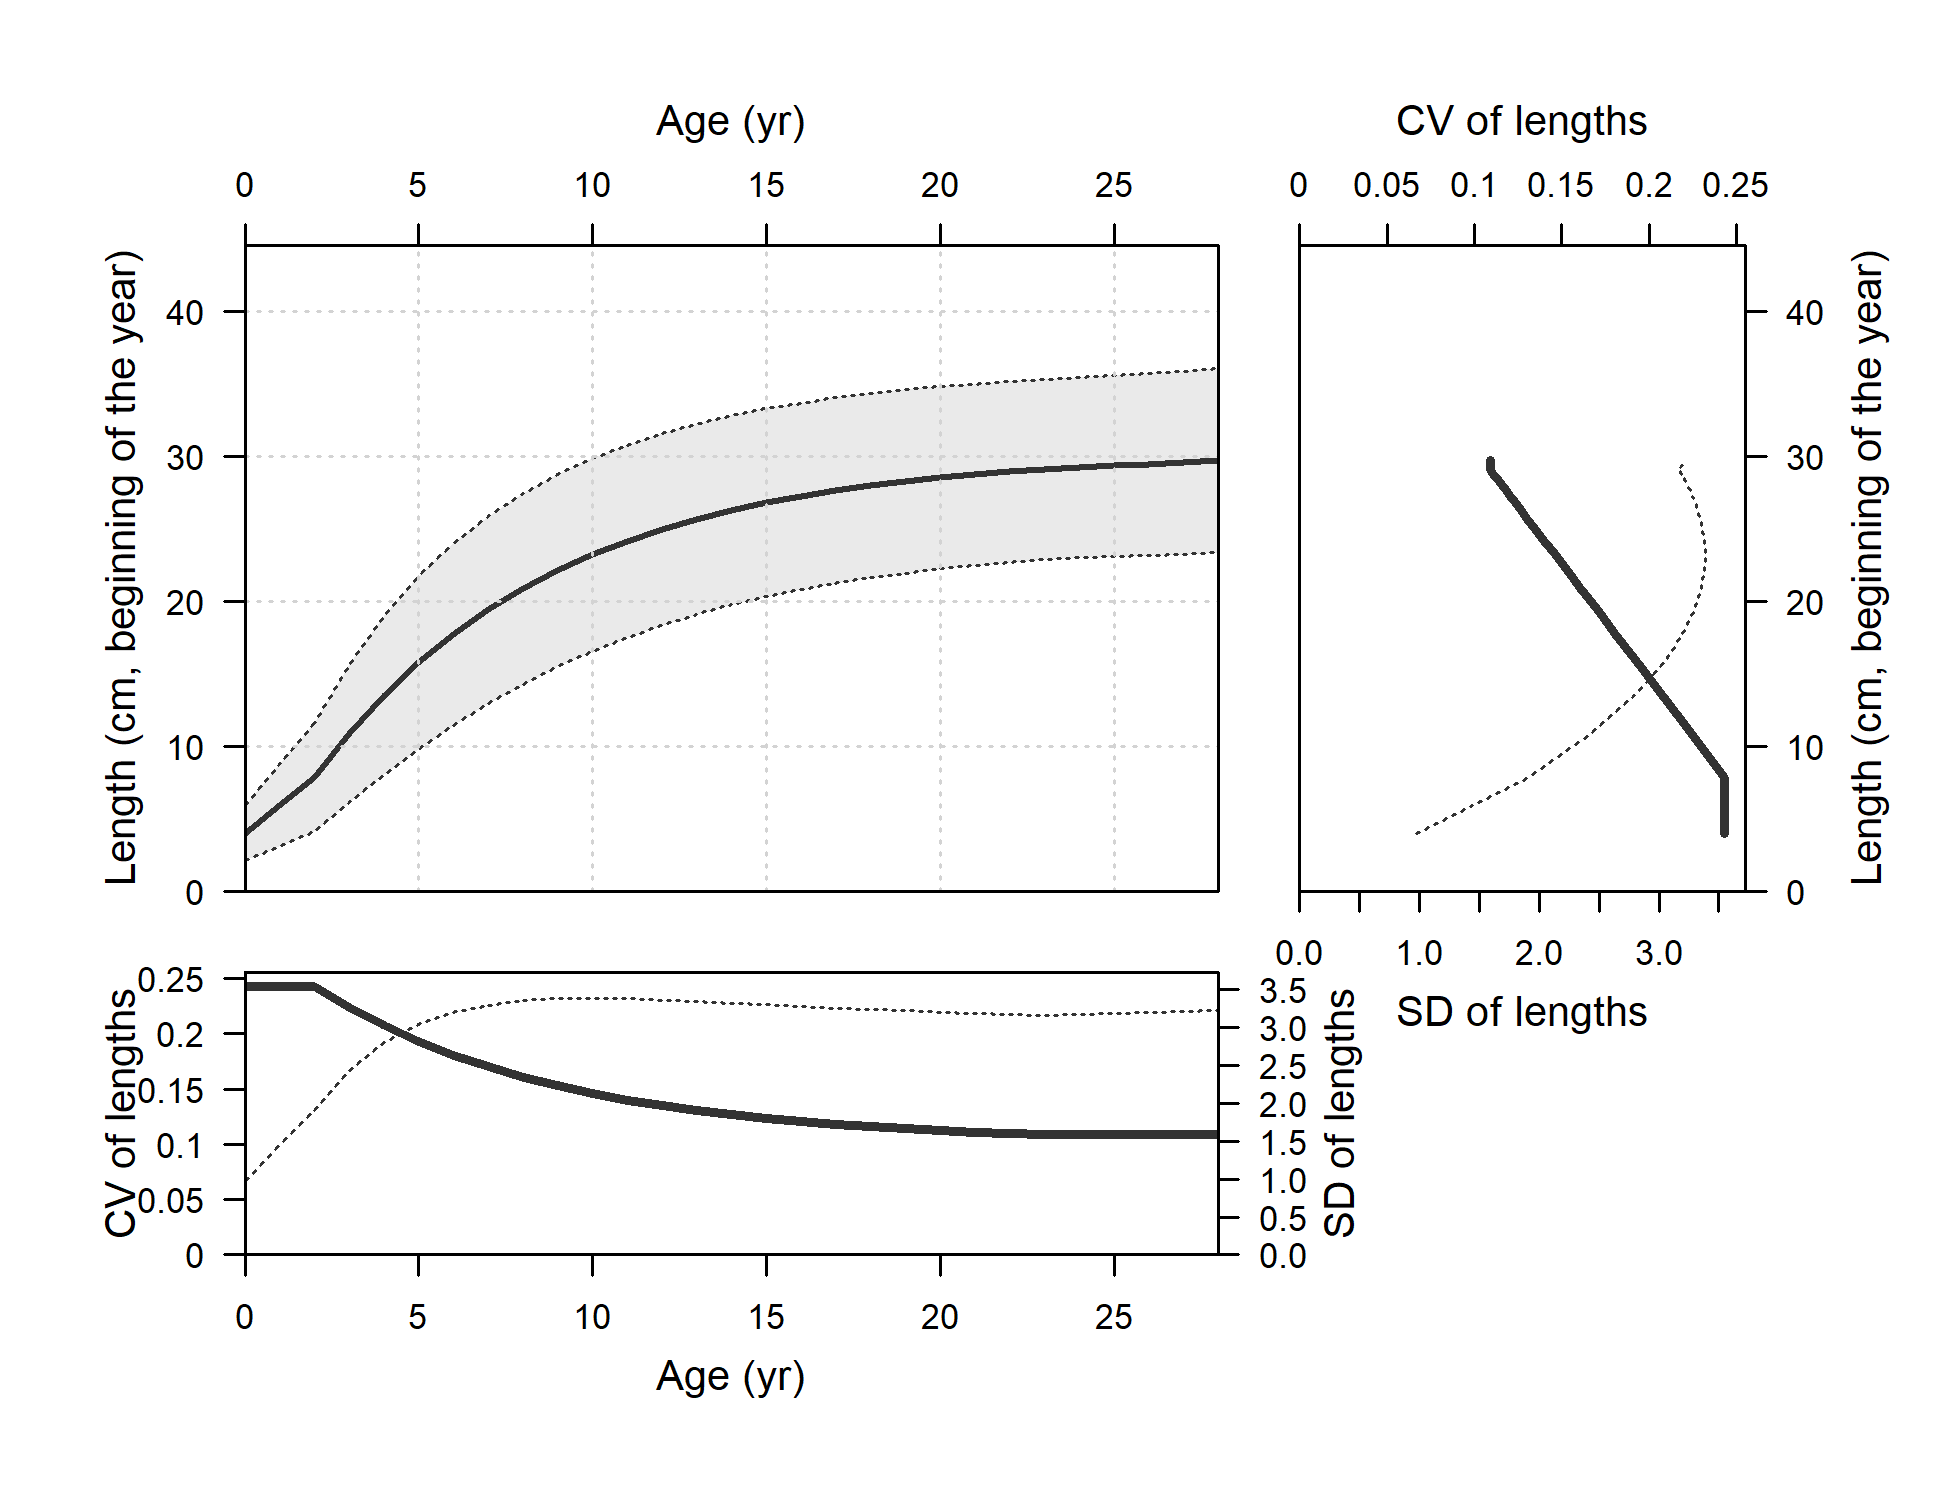 Age (yr)
0 5 10 15 20 25
Length (cm, beginning of the year)
40
30
20
10
0
CV of lengths
0 0.05 0.1 0.15 0.2 0.25
40
30
20
10
0
Length (cm, beginning of the year)
0.0 1.0 2.0 3.0
SD of lengths
CV of lengths
0.25
0.2
0.15
0.1
0.05
0
3.5
3.0
2.5
2.0
1.5
1.0
0.5
0.0
SD of lengths
0 5 10 15 20 25
Age (yr)